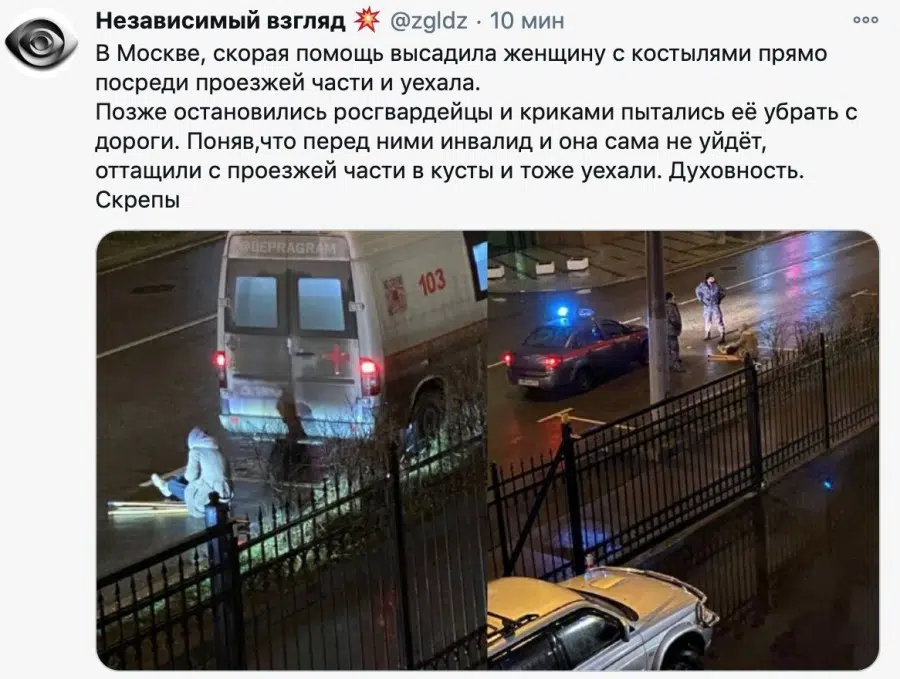 Независимый взгляд 💥 @zgldz · 10 мин
В Москве, скорая помощь высадила женщину с костылями прямо
посреди проезжей части и уехала.
Позже остановились росгвардейцы и криками пытались её убрать с
дороги. Поняв,что перед ними инвалид и она сама не уйдёт,
оттащили с проезжей части в кусты и тоже уехали. Духовность.
Скрепы
@BEPRAGRAM
103